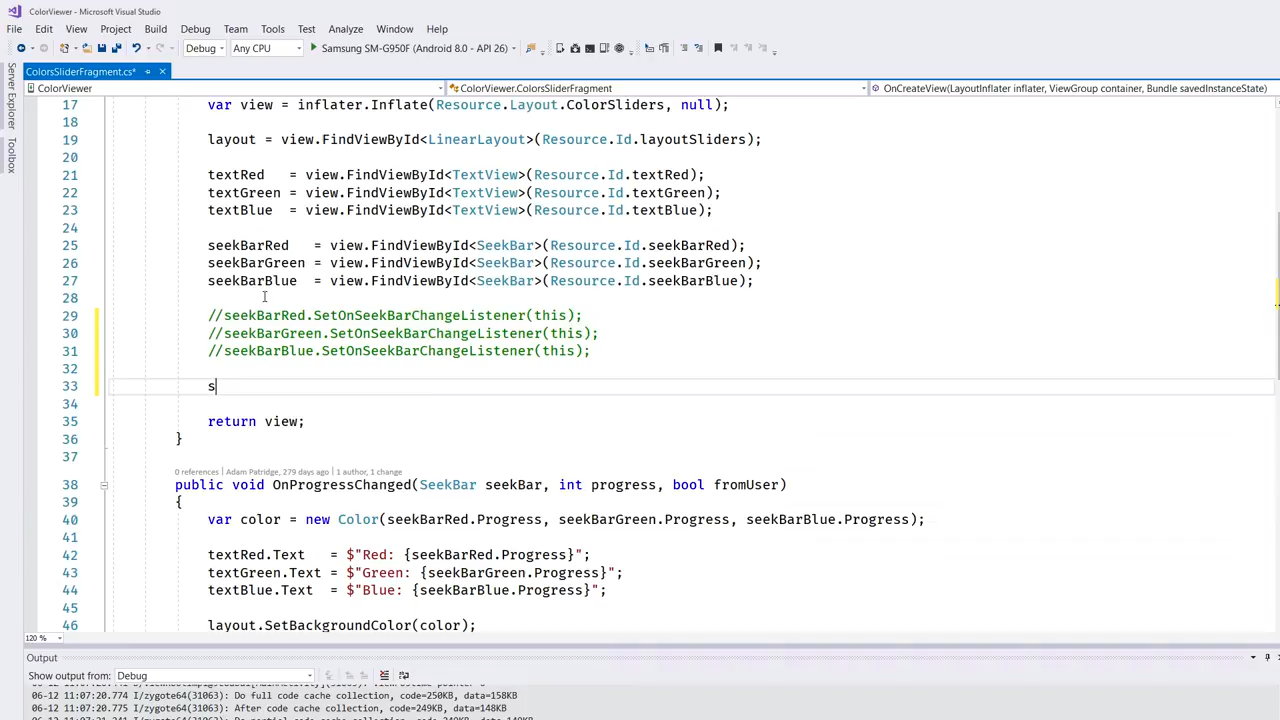 ColorViewer - Microsoft Visual Studio
File Edit View Project Build Debug Team Tools Test Analyze Window Help
Debug Any CPU Samsung SM-G950F (Android 8.0 - API 26)
ColorsSliderFragment.cs*
ColorViewer ColorViewer.ColorsSliderFragment OnCreateView(LayoutInflater inflater, ViewGroup container, Bundle savedInstanceState)
Server Explorer
Toolbox
17 var view = inflater.Inflate(Resource.Layout.ColorSliders, null);
18
19 layout = view.FindViewById<LinearLayout>(Resource.Id.layoutSliders);
20
21 textRed   = view.FindViewById<TextView>(Resource.Id.textRed);
22 textGreen = view.FindViewById<TextView>(Resource.Id.textGreen);
23 textBlue  = view.FindViewById<TextView>(Resource.Id.textBlue);
24
25 seekBarRed   = view.FindViewById<SeekBar>(Resource.Id.seekBarRed);
26 seekBarGreen = view.FindViewById<SeekBar>(Resource.Id.seekBarGreen);
27 seekBarBlue  = view.FindViewById<SeekBar>(Resource.Id.seekBarBlue);
28
29 //seekBarRed.SetOnSeekBarChangeListener(this);
30 //seekBarGreen.SetOnSeekBarChangeListener(this);
31 //seekBarBlue.SetOnSeekBarChangeListener(this);
32
33 s
34
35 return view;
36 }
37
0 references | Adam Patridge, 279 days ago | 1 author, 1 change
38 public void OnProgressChanged(SeekBar seekBar, int progress, bool fromUser)
39 {
40 var color = new Color(seekBarRed.Progress, seekBarGreen.Progress, seekBarBlue.Progress);
41
42 textRed.Text   = $"Red: {seekBarRed.Progress}";
43 textGreen.Text = $"Green: {seekBarGreen.Progress}";
44 textBlue.Text  = $"Blue: {seekBarBlue.Progress}";
45
46 layout.SetBackgroundColor(color);
120 %
Output
Show output from: Debug
06-12 11:07:20.774 I/zygote64(31063): Do full code cache collection, code=250KB, data=158KB
06-12 11:07:20.775 I/zygote64(31063): After code cache collection, code=249KB, data=148KB